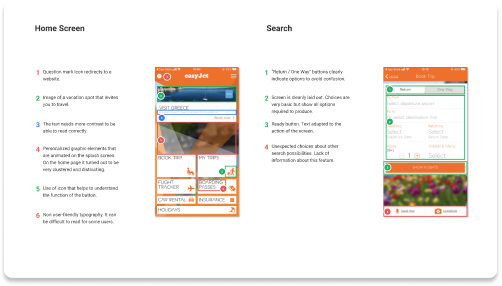 Home Screen
Search
1 Question mark icon redirects to a
website.
2 Image of a vacation spot that invites
you to travel.
3 The text needs more contrast to be
able to read correctly.
4 Personalized graphic elements that
are animated on the splash screen
On the home page it turned out to be
very cluttered and distracting.
5 Use of icon that helps to understand
the function of the button.
6 Non user-friendly typography. It can
be difficult to read for some users.
easyJet
VISIT GREECE
Book now
BOOK TRIP
MY TRIPS
FLIGHT
TRACKER
BOARDING
PASSES
CAR RENTAL
INSURANCE
HOLIDAYS
1 "Return / One Way" buttons clearly
indicate options to avoid confusion.
2 Screen is cleanly laid out. Choices are
very basic but show all options
required to produce.
3 Ready button. Text adapted to the
action of the screen.
4 Unexpected choices about other
search possibilities. Lack of
information about this feature.
Book Trip
Return
One Way
Select departure airport
Select destination
Select
Select
1
SHOW FLIGHTS